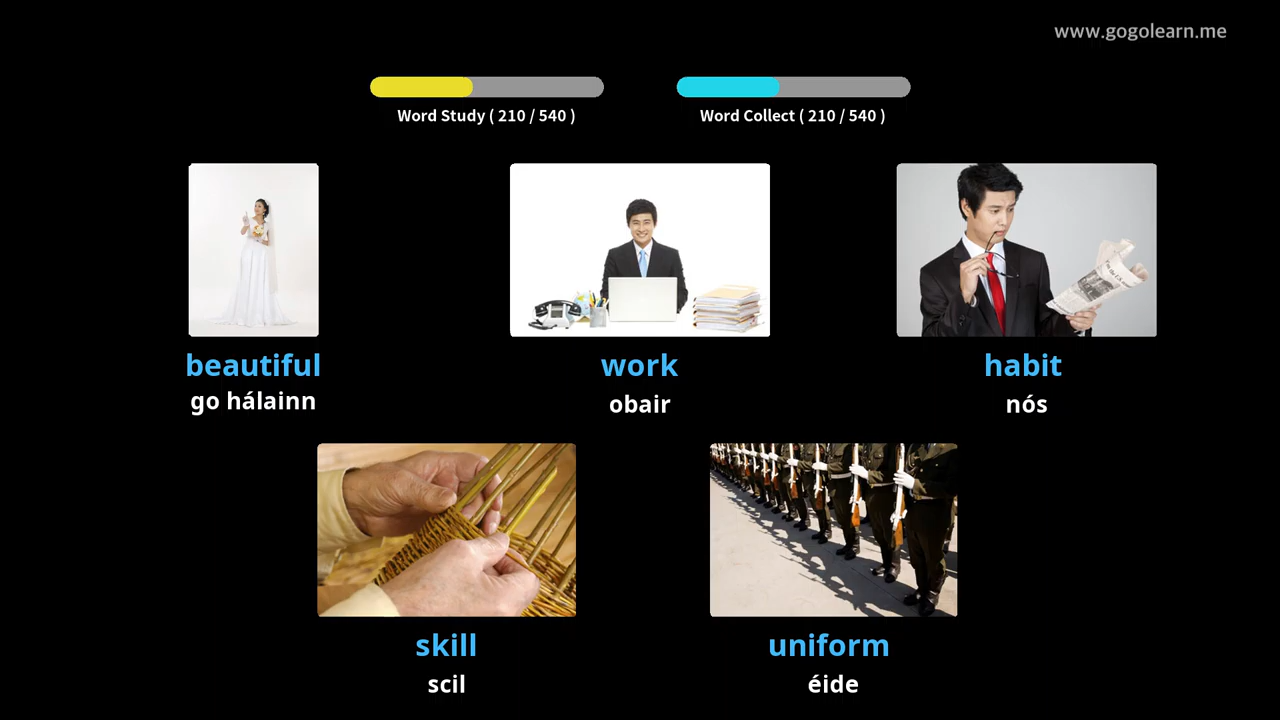 www.gogolearn.me
Word Study ( 210 / 540 )
Word Collect ( 210 / 540 )
beautiful
go hálainn
work
obair
habit
nós
skill
scil
uniform
éide